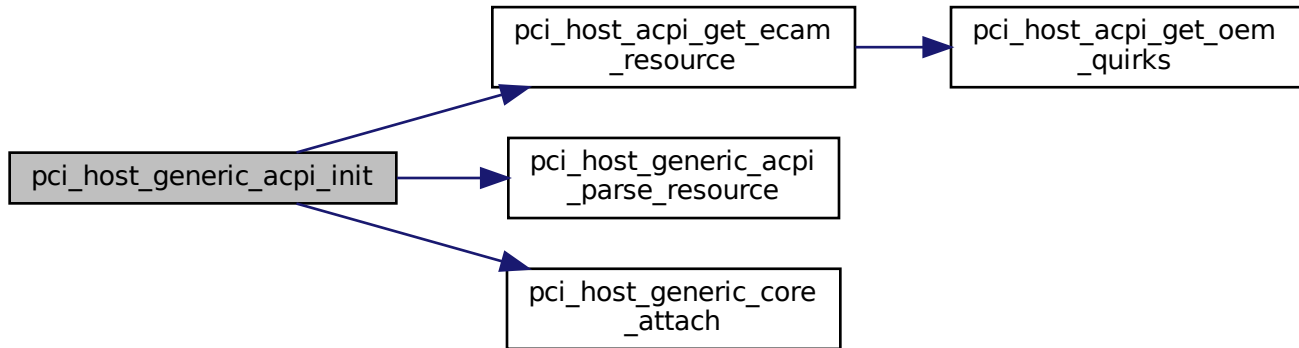 pci_host_generic_acpi_init
pci_host_acpi_get_ecam
_resource
pci_host_acpi_get_oem
_quirks
pci_host_generic_acpi
_parse_resource
pci_host_generic_core
_attach